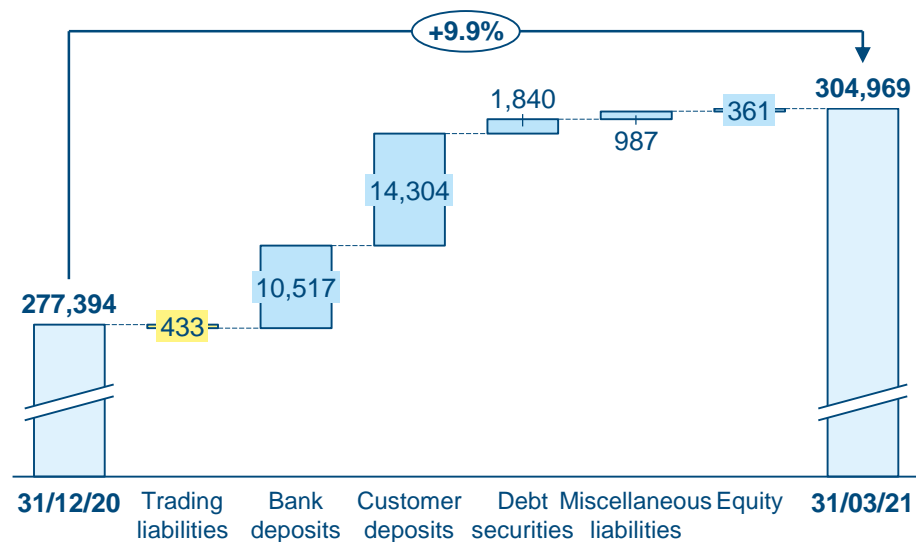 +9.9%
304,969
1,840
361
987
14,304
10,517
277,394
433
31/12/20
Trading
liabilities
Bank
deposits
Customer
deposits
Debt
securities
Miscellaneous
liabilities
Equity
31/03/21